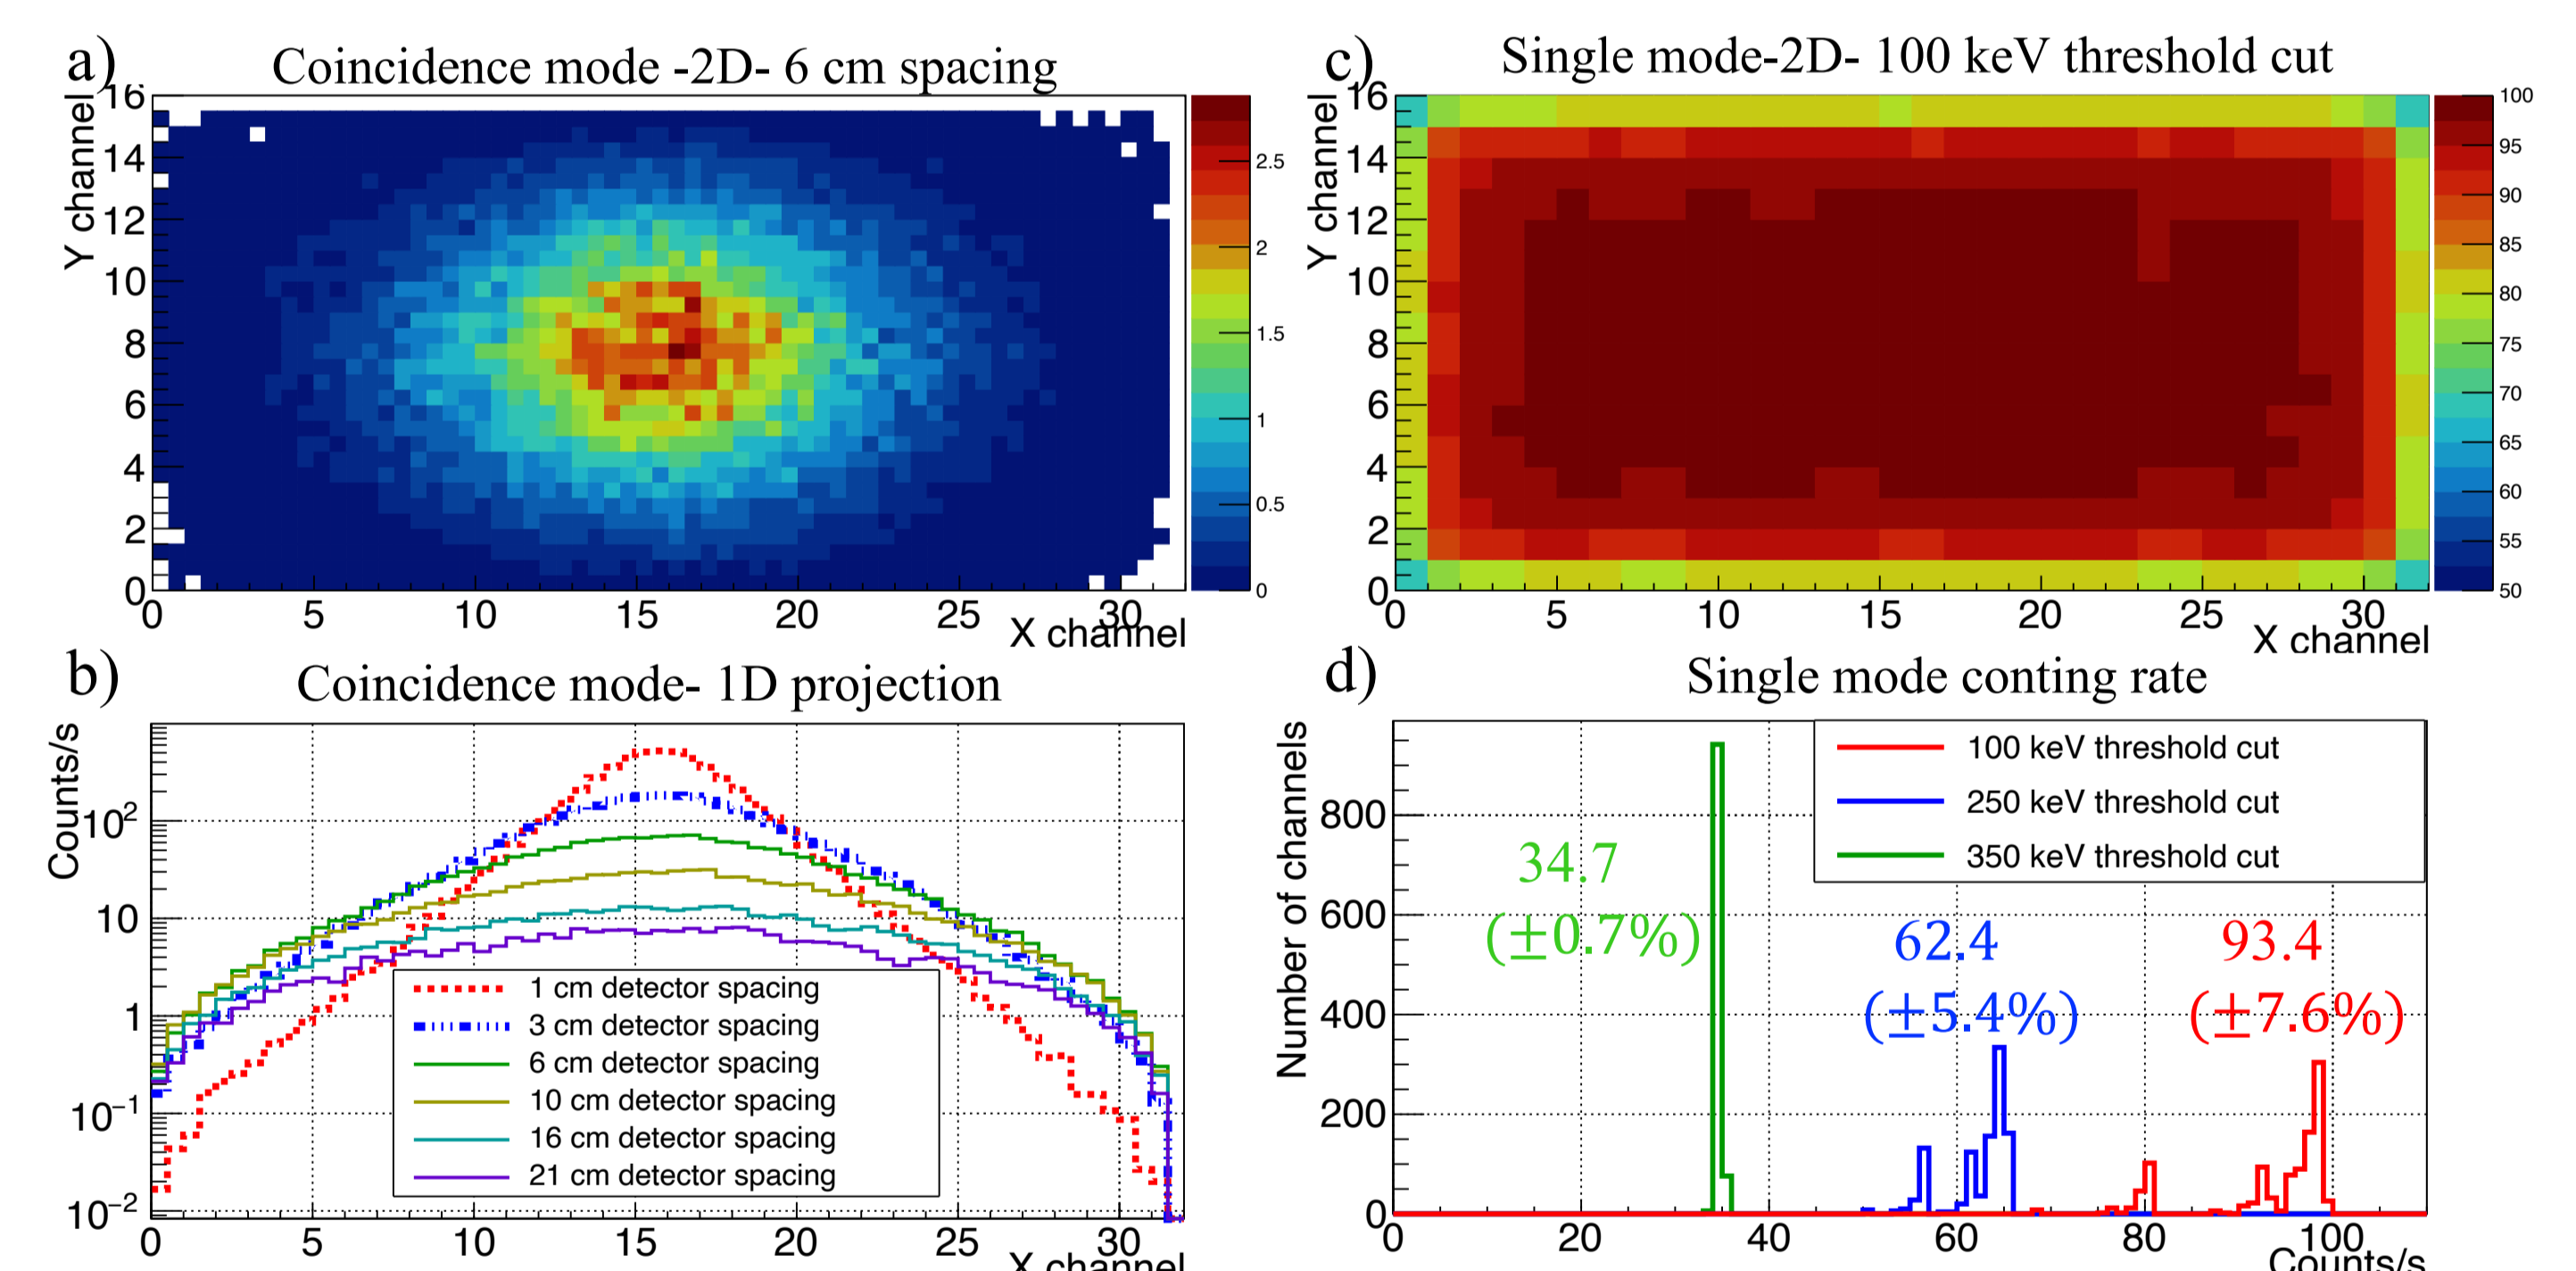 a)
Coincidence mode -2D- 6 cm spacing
Y channel
16
14
12
10
8
6
4
2
0
0 5 10 15 20 25 30
X channel
2.5
2
1.5
1
0.5
0
c)
Single mode-2D- 100 keV threshold cut
Y channel
16
14
12
10
8
6
4
2
0
0 5 10 15 20 25 30
X channel
100
95
90
85
80
75
70
65
60
55
50
b)
Coincidence mode- 1D projection
Counts/s
10²
10
1
10⁻¹
10⁻²
1 cm detector spacing
3 cm detector spacing
6 cm detector spacing
10 cm detector spacing
16 cm detector spacing
21 cm detector spacing
0 5 10 15 20 25 30
X channel
d)
Single mode conting rate
Number of channels
800
600
400
200
0
100 keV threshold cut
250 keV threshold cut
350 keV threshold cut
34.7
(±0.7%)
62.4
(±5.4%)
93.4
(±7.6%)
0 20 40 60 80 100
Counts/s